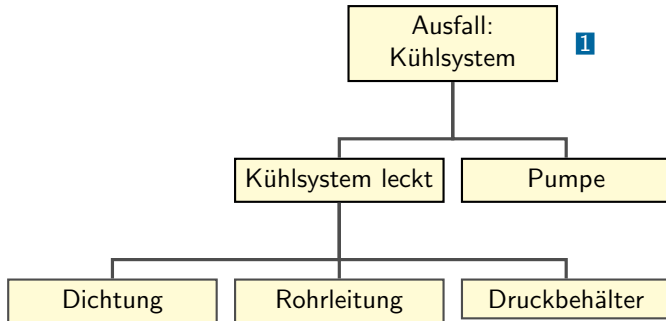 Ausfall:
Kühlsystem
1
Kühlsystem leckt
Pumpe
Dichtung
Rohrleitung
Druckbehälter